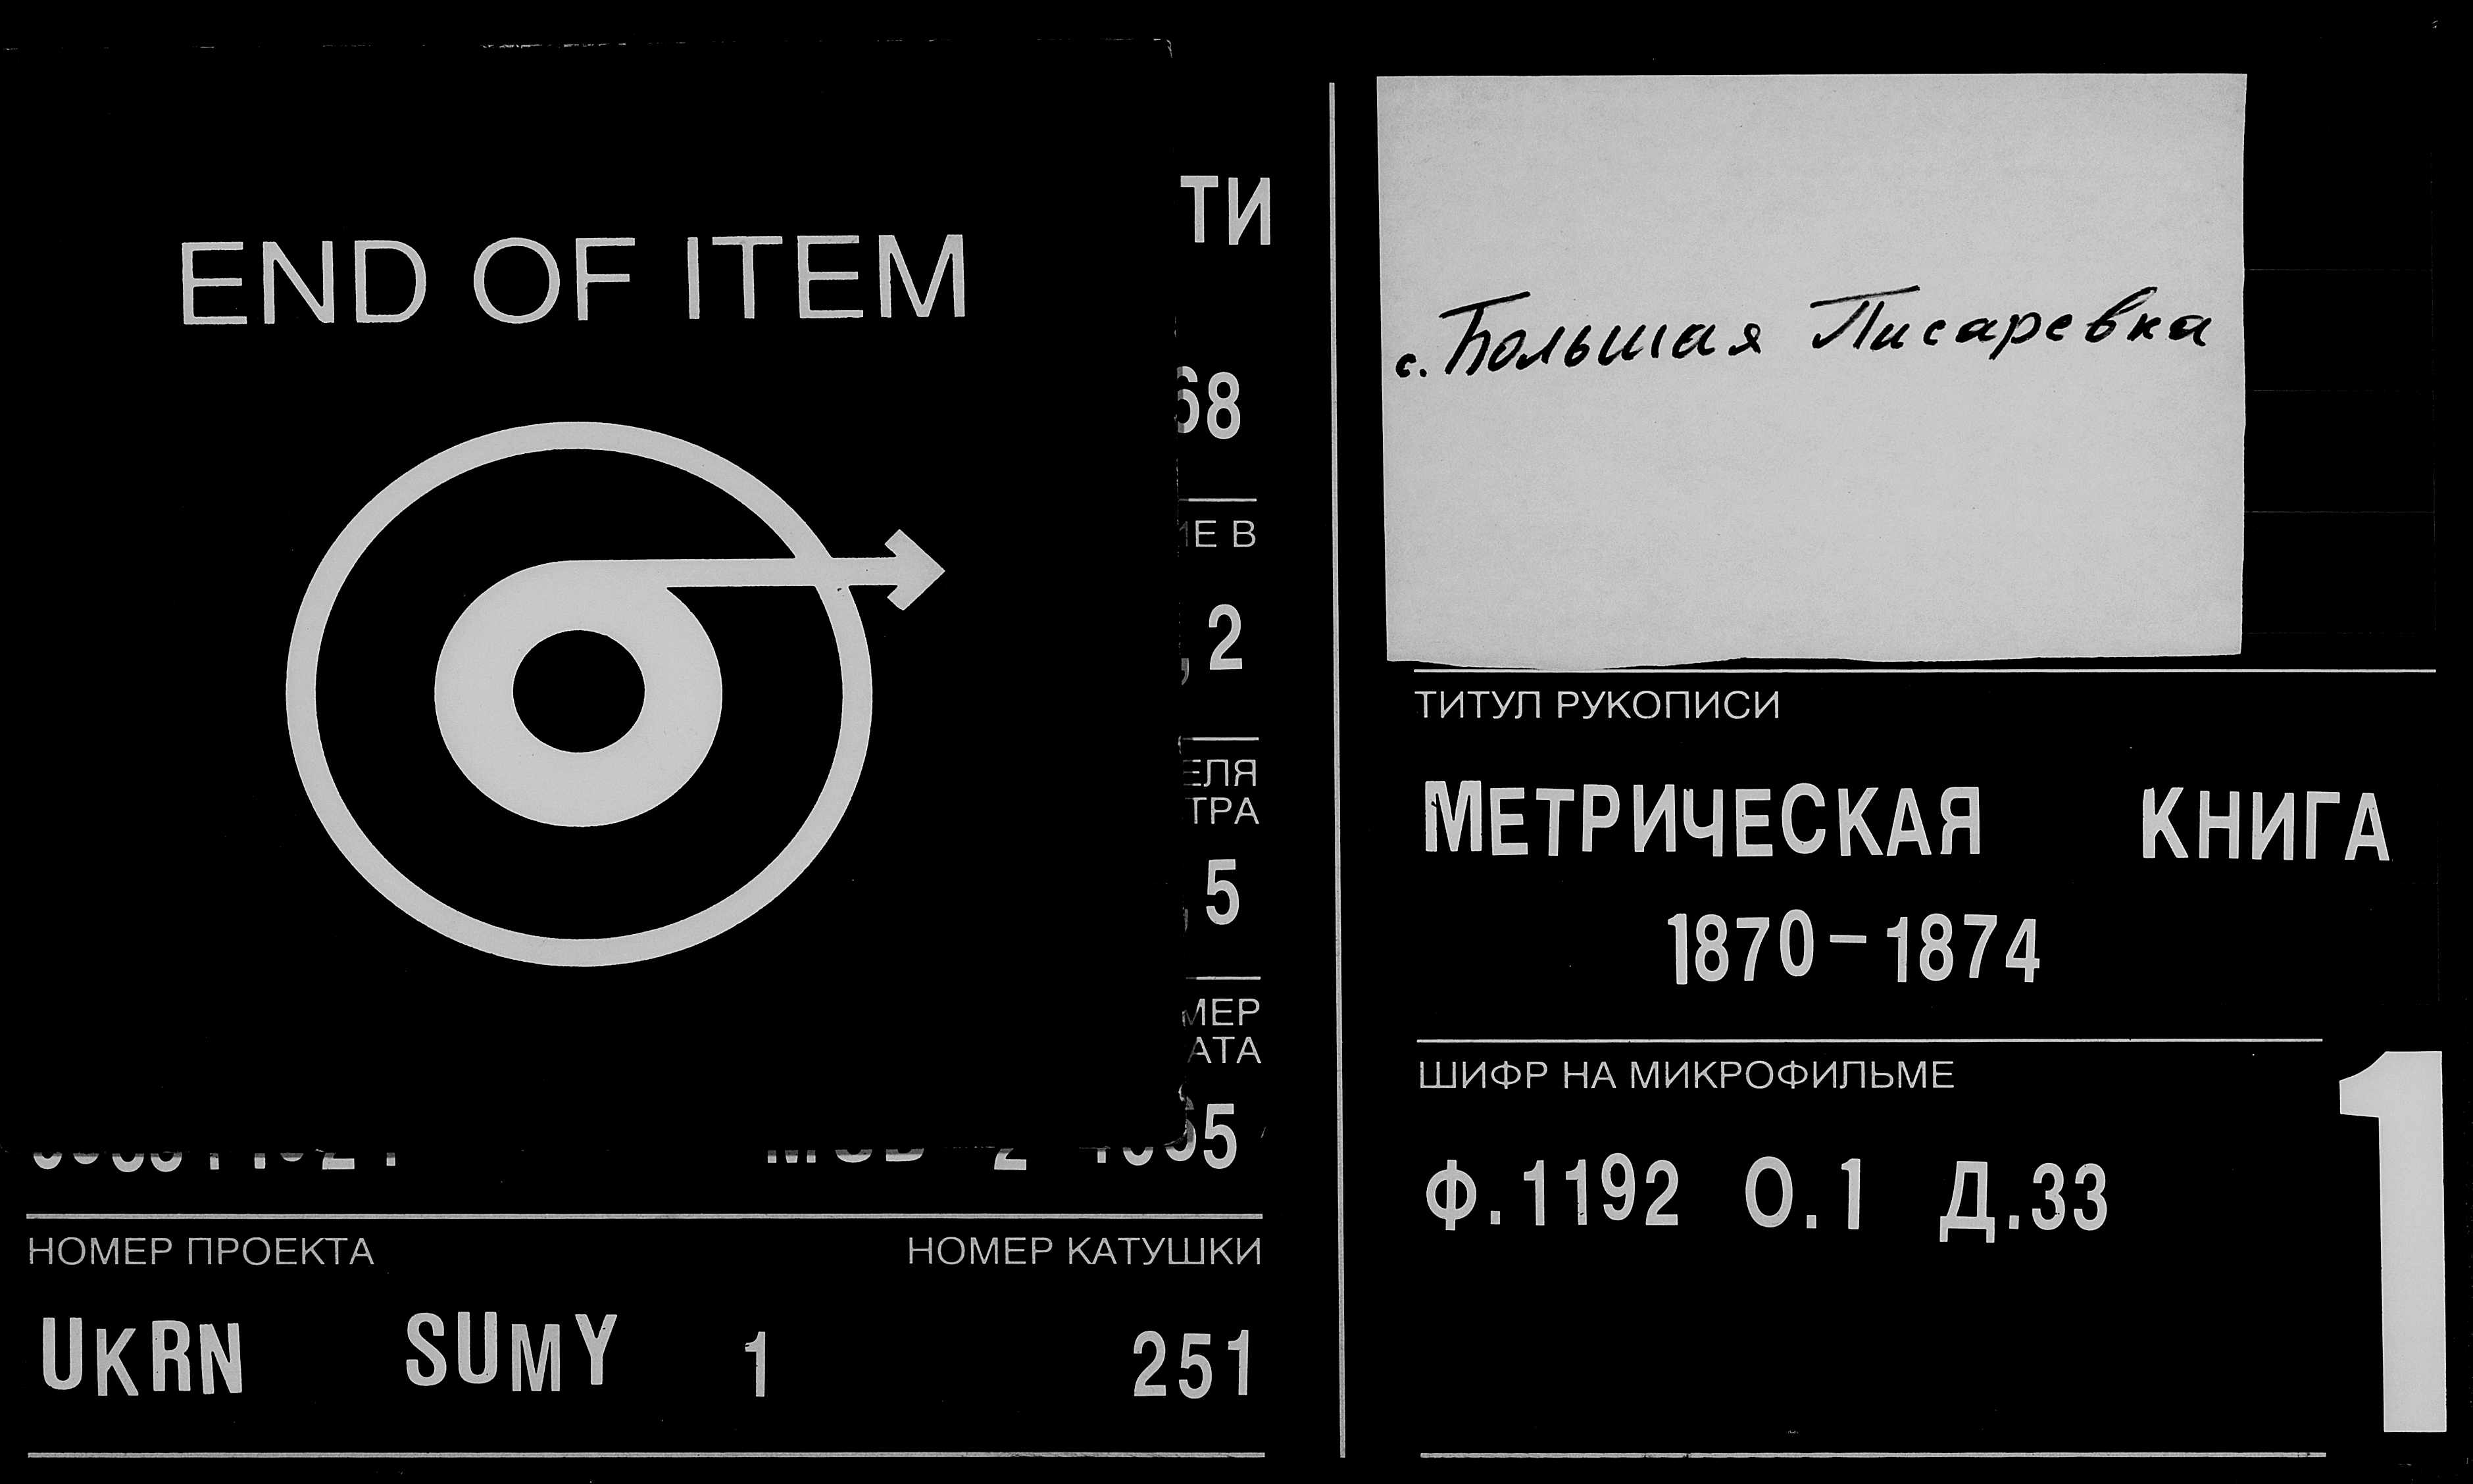 END OF ITEM
ТИ
68
ИЕ В
, 2
ЕЛЯ
ТРА
5
МЕР
АТА
5
НОМЕР ПРОЕКТА НОМЕР КАТУШКИ
UKRN SUMY 1 251
с. Большая Писаревка
ТИТУЛ РУКОПИСИ
МЕТРИЧЕСКАЯ КНИГА
1870-1874
ШИФР НА МИКРОФИЛЬМЕ
Ф.1192 О.1 Д.33
1